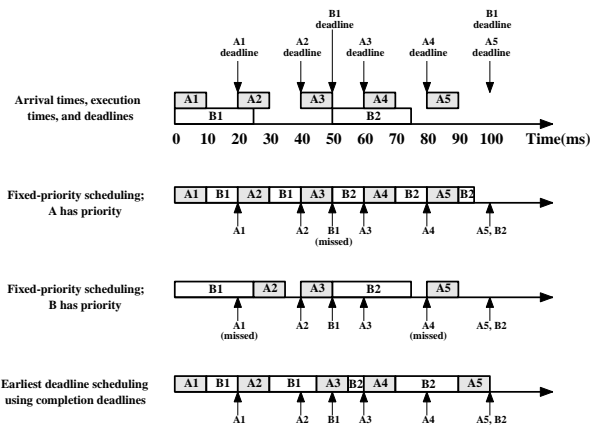 B1
deadline
B1
deadline
A1
deadline
A2
deadline
A3
deadline
A4
deadline
A5
deadline
Arrival times, execution
times, and deadlines
A1 A2 A3 A4 A5
B1 B2
0 10 20 30 40 50 60 70 80 90 100 Time(ms)
Fixed-priority scheduling;
A has priority
A1 B1 A2 B1 A3 B2 A4 B2 A5 B2
A1 A2 B1 A3 A4 A5, B2
(missed)
Fixed-priority scheduling;
B has priority
B1 A2 A3 B2 A5
A1 A2 B1 A3 A4 A5, B2
(missed) (missed)
Earliest deadline scheduling
using completion deadlines
A1 B1 A2 B1 A3 B2 A4 B2 A5
A1 A2 B1 A3 A4 A5, B2